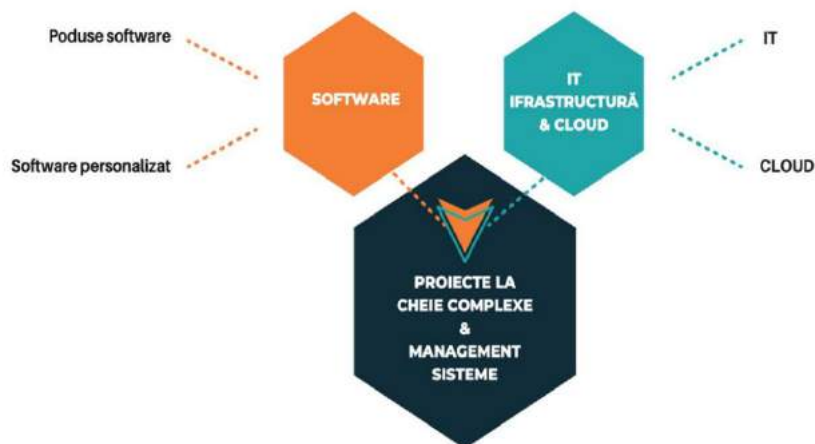 Poduse software
Software personalizat
SOFTWARE
IT
IFRASTRUCTURĂ
& CLOUD
IT
CLOUD
PROIECTE LA
CHEIE COMPLEXE
&
MANAGEMENT
SISTEME